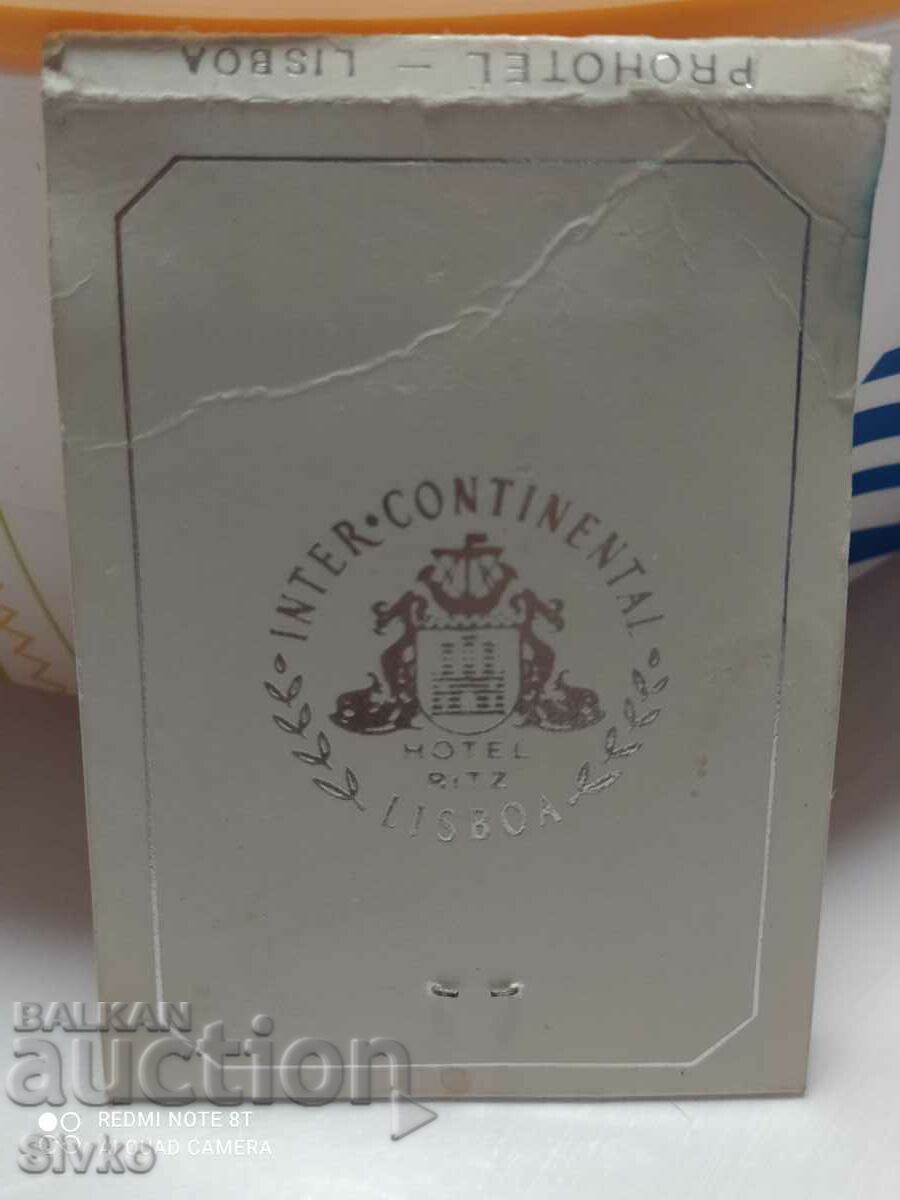 PROHOTEL - LISBOA
INTER·CONTINENTAL
HOTEL
RITZ
LISBOA
BALKAN
auction
REDMI NOTE 8T
AI QUAD CAMERA
Sivko